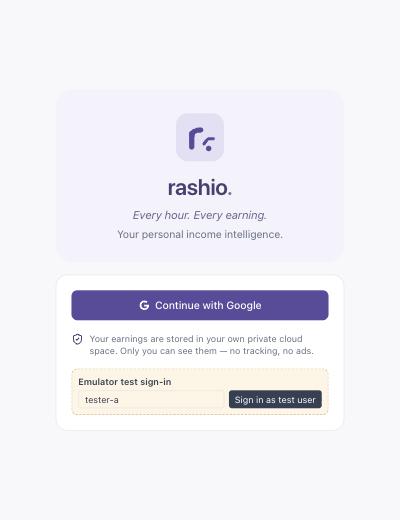 rashio.
Every hour. Every earning.
Your personal income intelligence.
Continue with Google
Your earnings are stored in your own private cloud
space. Only you can see them — no tracking, no ads.
Emulator test sign-in
tester-a
Sign in as test user